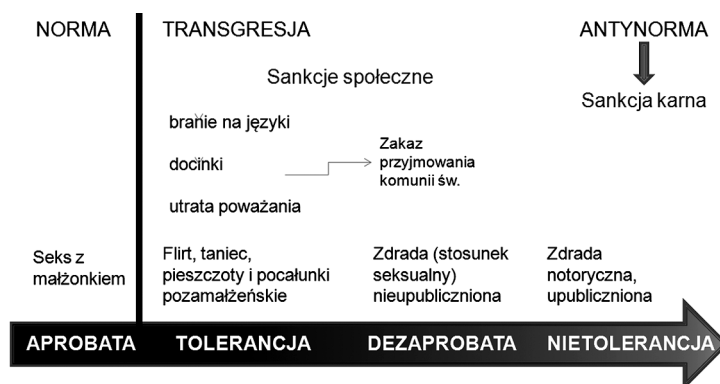 NORMA
TRANSGRESJA
ANTYNORMA
Sankcje społeczne
Sankcja karna
branie na języki
docinki
utrata poważania
Zakaz
przyjmowania
komunii św.
Seks z
małżonkiem
Flirt, taniec,
pieszczoty i pocałunki
pozamałżeńskie
Zdrada (stosunek
seksualny)
nieupubliczniona
Zdrada
notoryczna,
upubliczniona
APROBATA
TOLERANCJA
DEZAPROBATA
NIETOLERANCJA